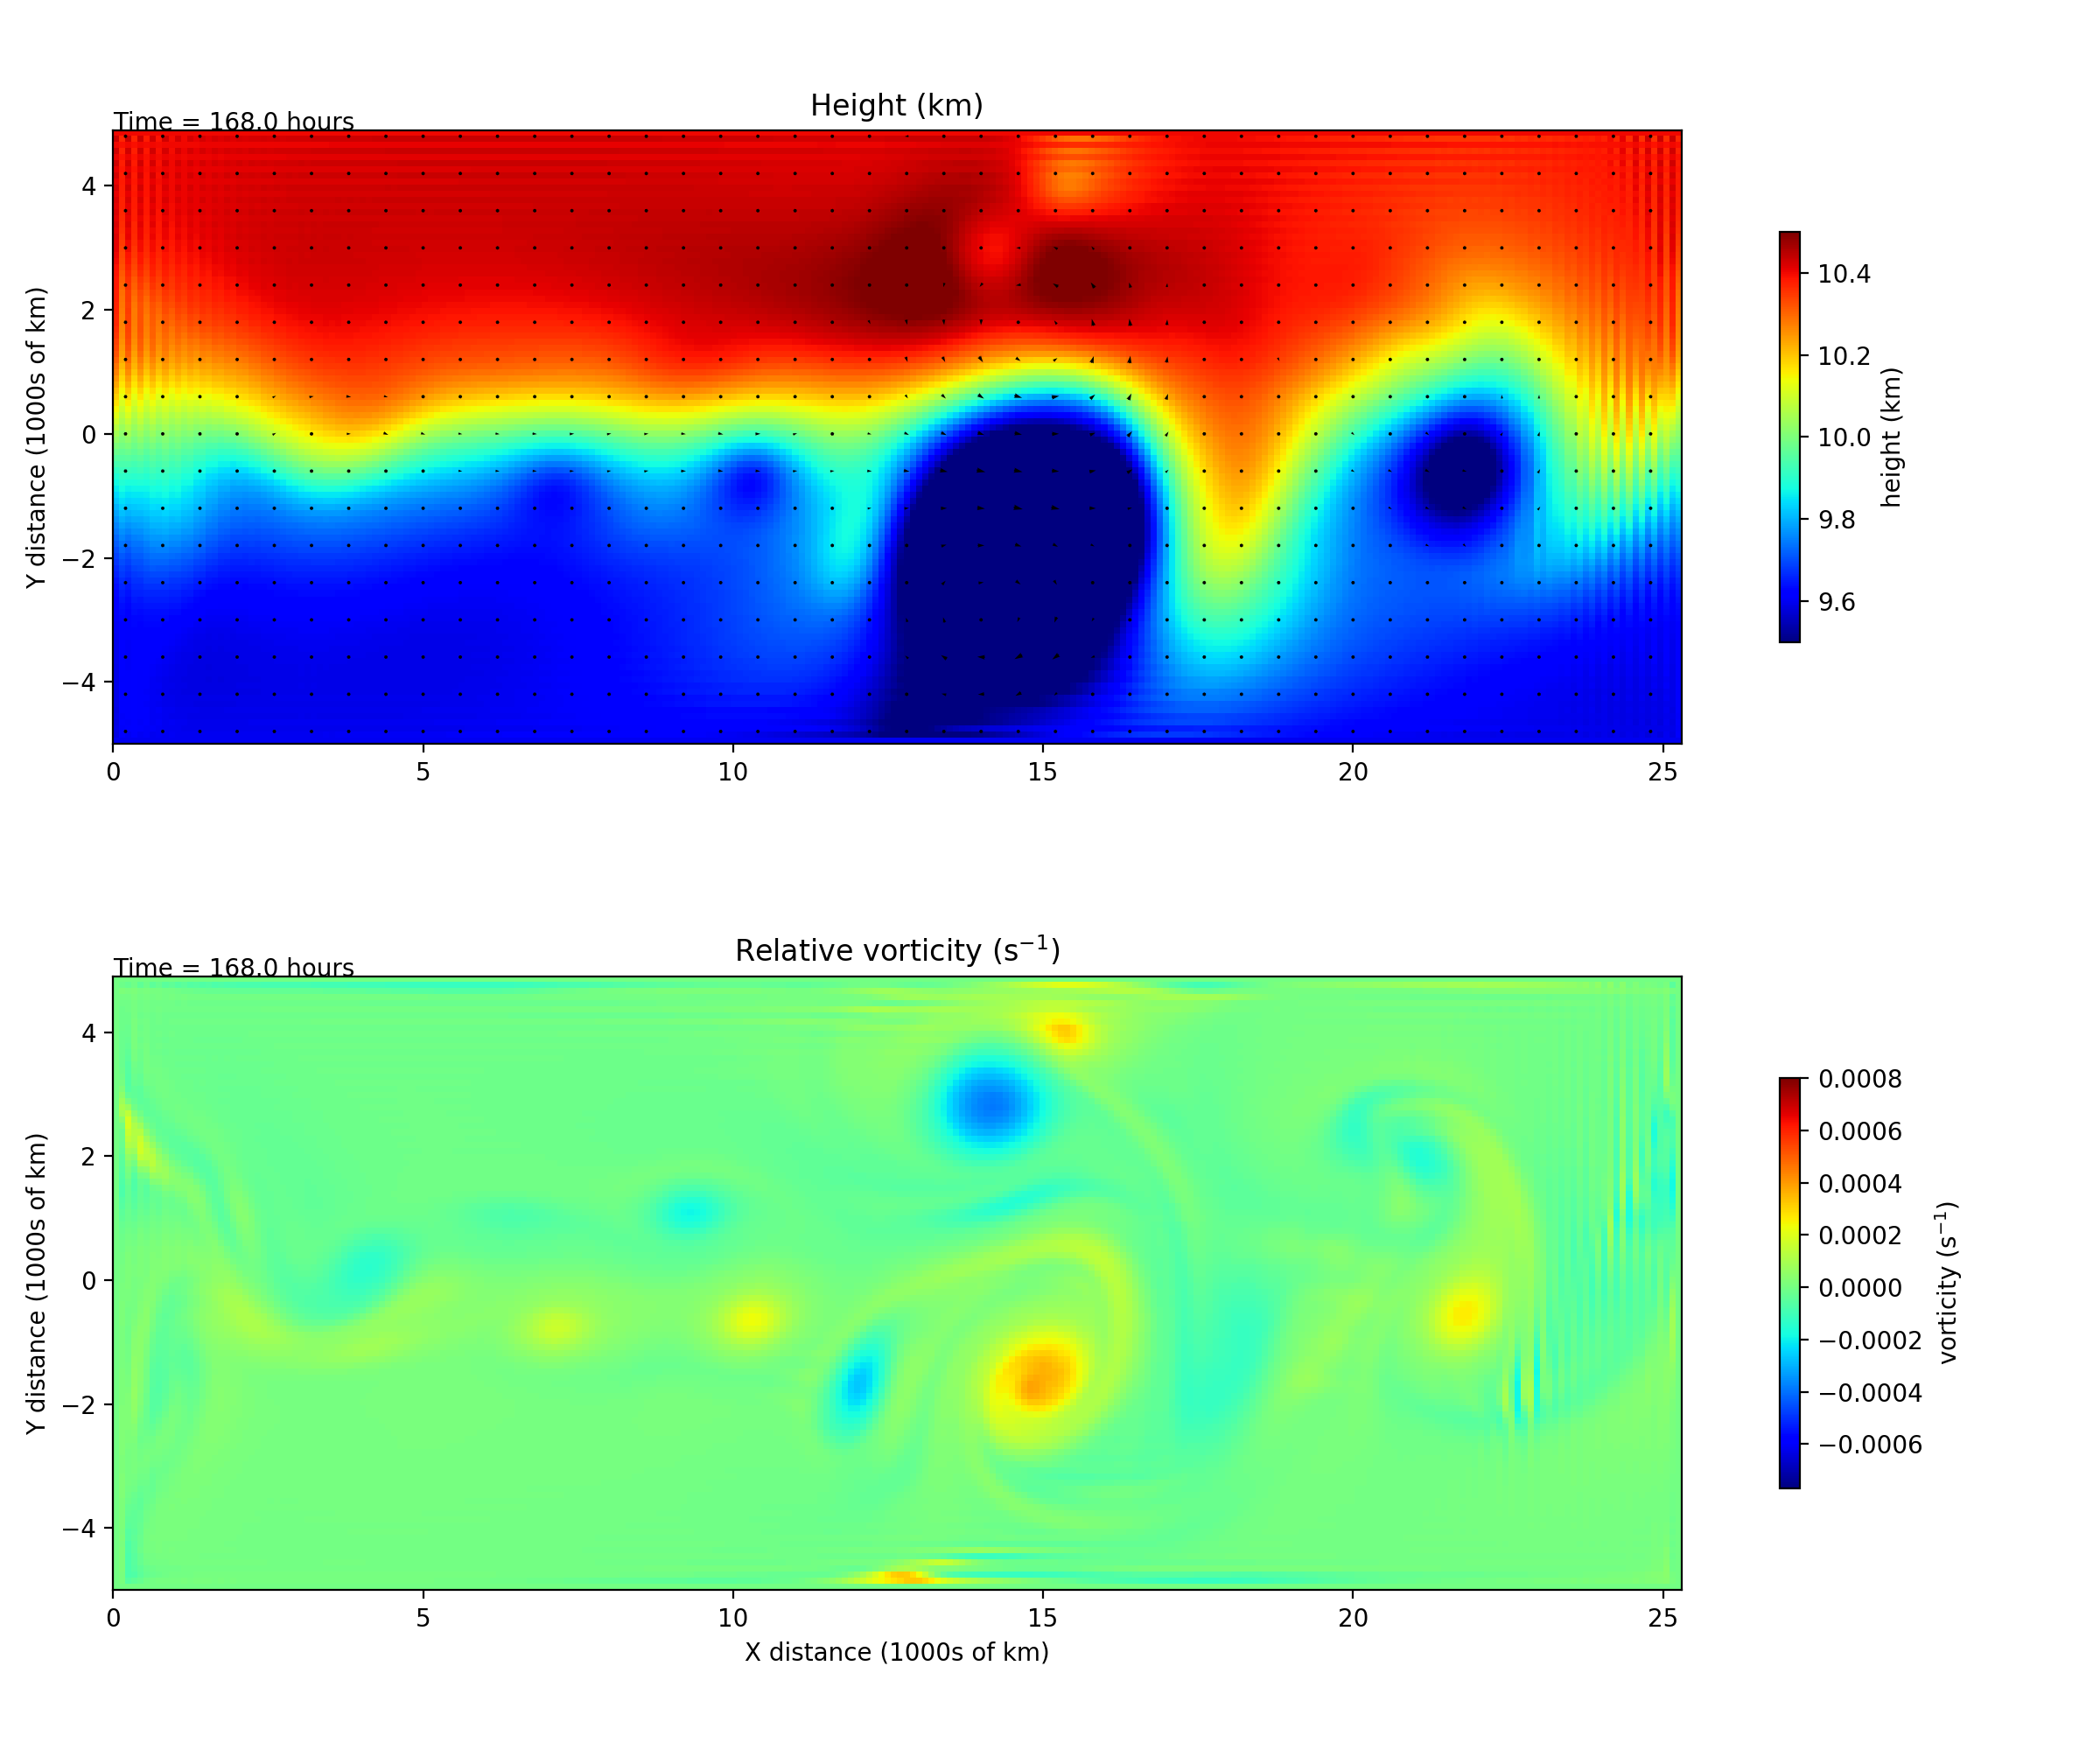 Height (km)
Time = 168.0 hours
4
2
0
−2
−4
Y distance (1000s of km)
0 5 10 15 20 25
10.4
10.2
10.0
9.8
9.6
height (km)
Relative vorticity (s⁻¹)
Time = 168.0 hours
4
2
0
−2
−4
Y distance (1000s of km)
0 5 10 15 20 25
X distance (1000s of km)
0.0008
0.0006
0.0004
0.0002
0.0000
−0.0002
−0.0004
−0.0006
vorticity (s⁻¹)